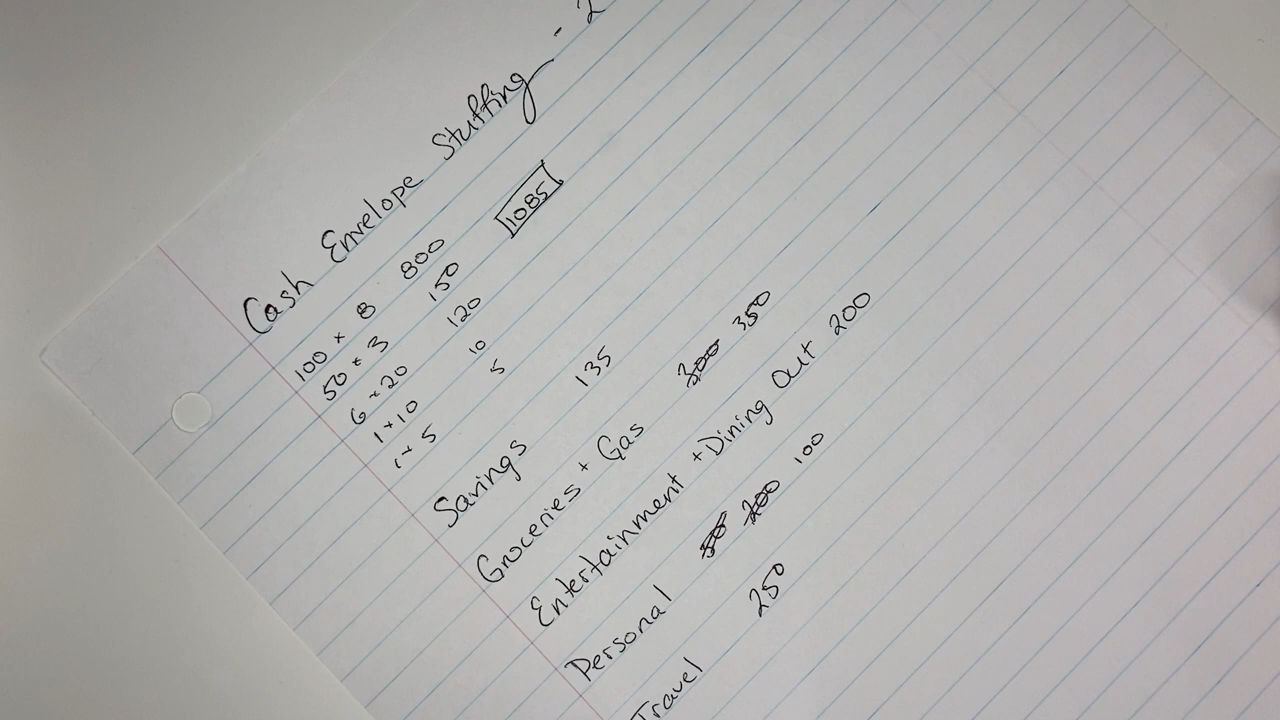 Cash Envelope Stuffing - 2
100 × 8 800
50 × 3 150
1085
6 × 20 120
1 × 10 10
1 × 5 5
Savings 135
Groceries + Gas 300 350
Entertainment + Dining Out 200
Personal 50 200 100
Travel 250